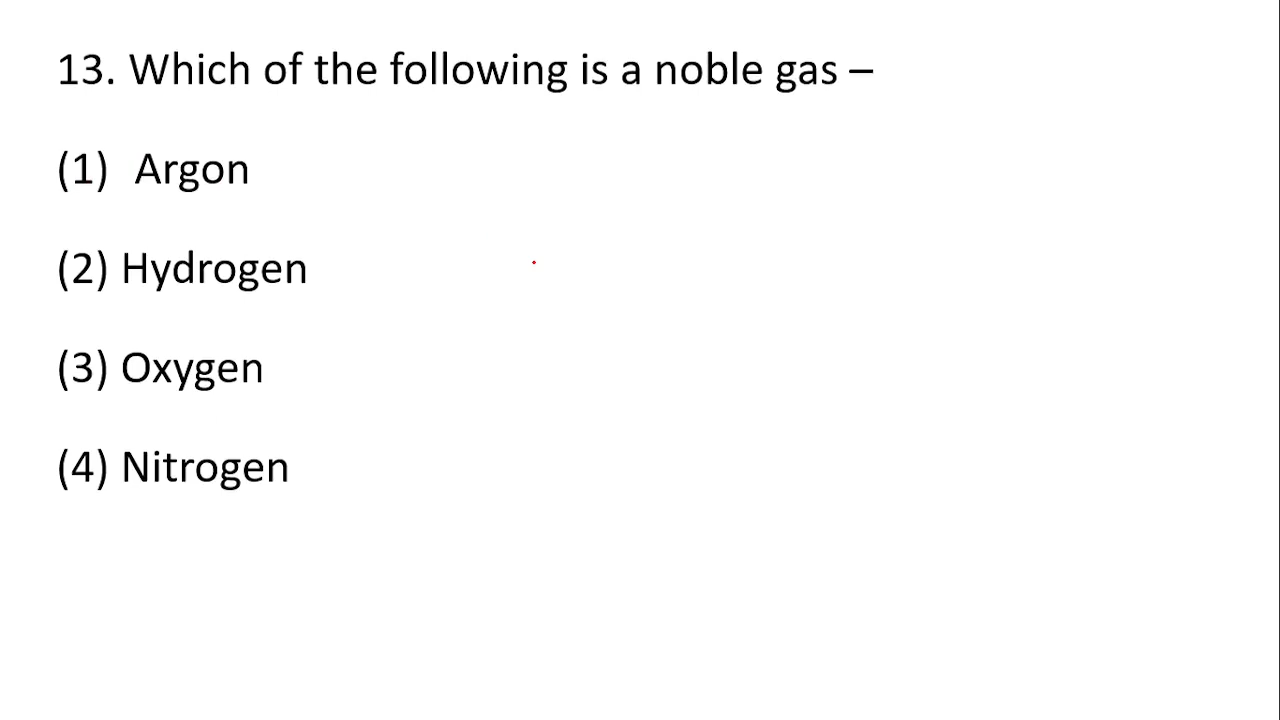 13. Which of the following is a noble gas –
(1) Argon
(2) Hydrogen
(3) Oxygen
(4) Nitrogen